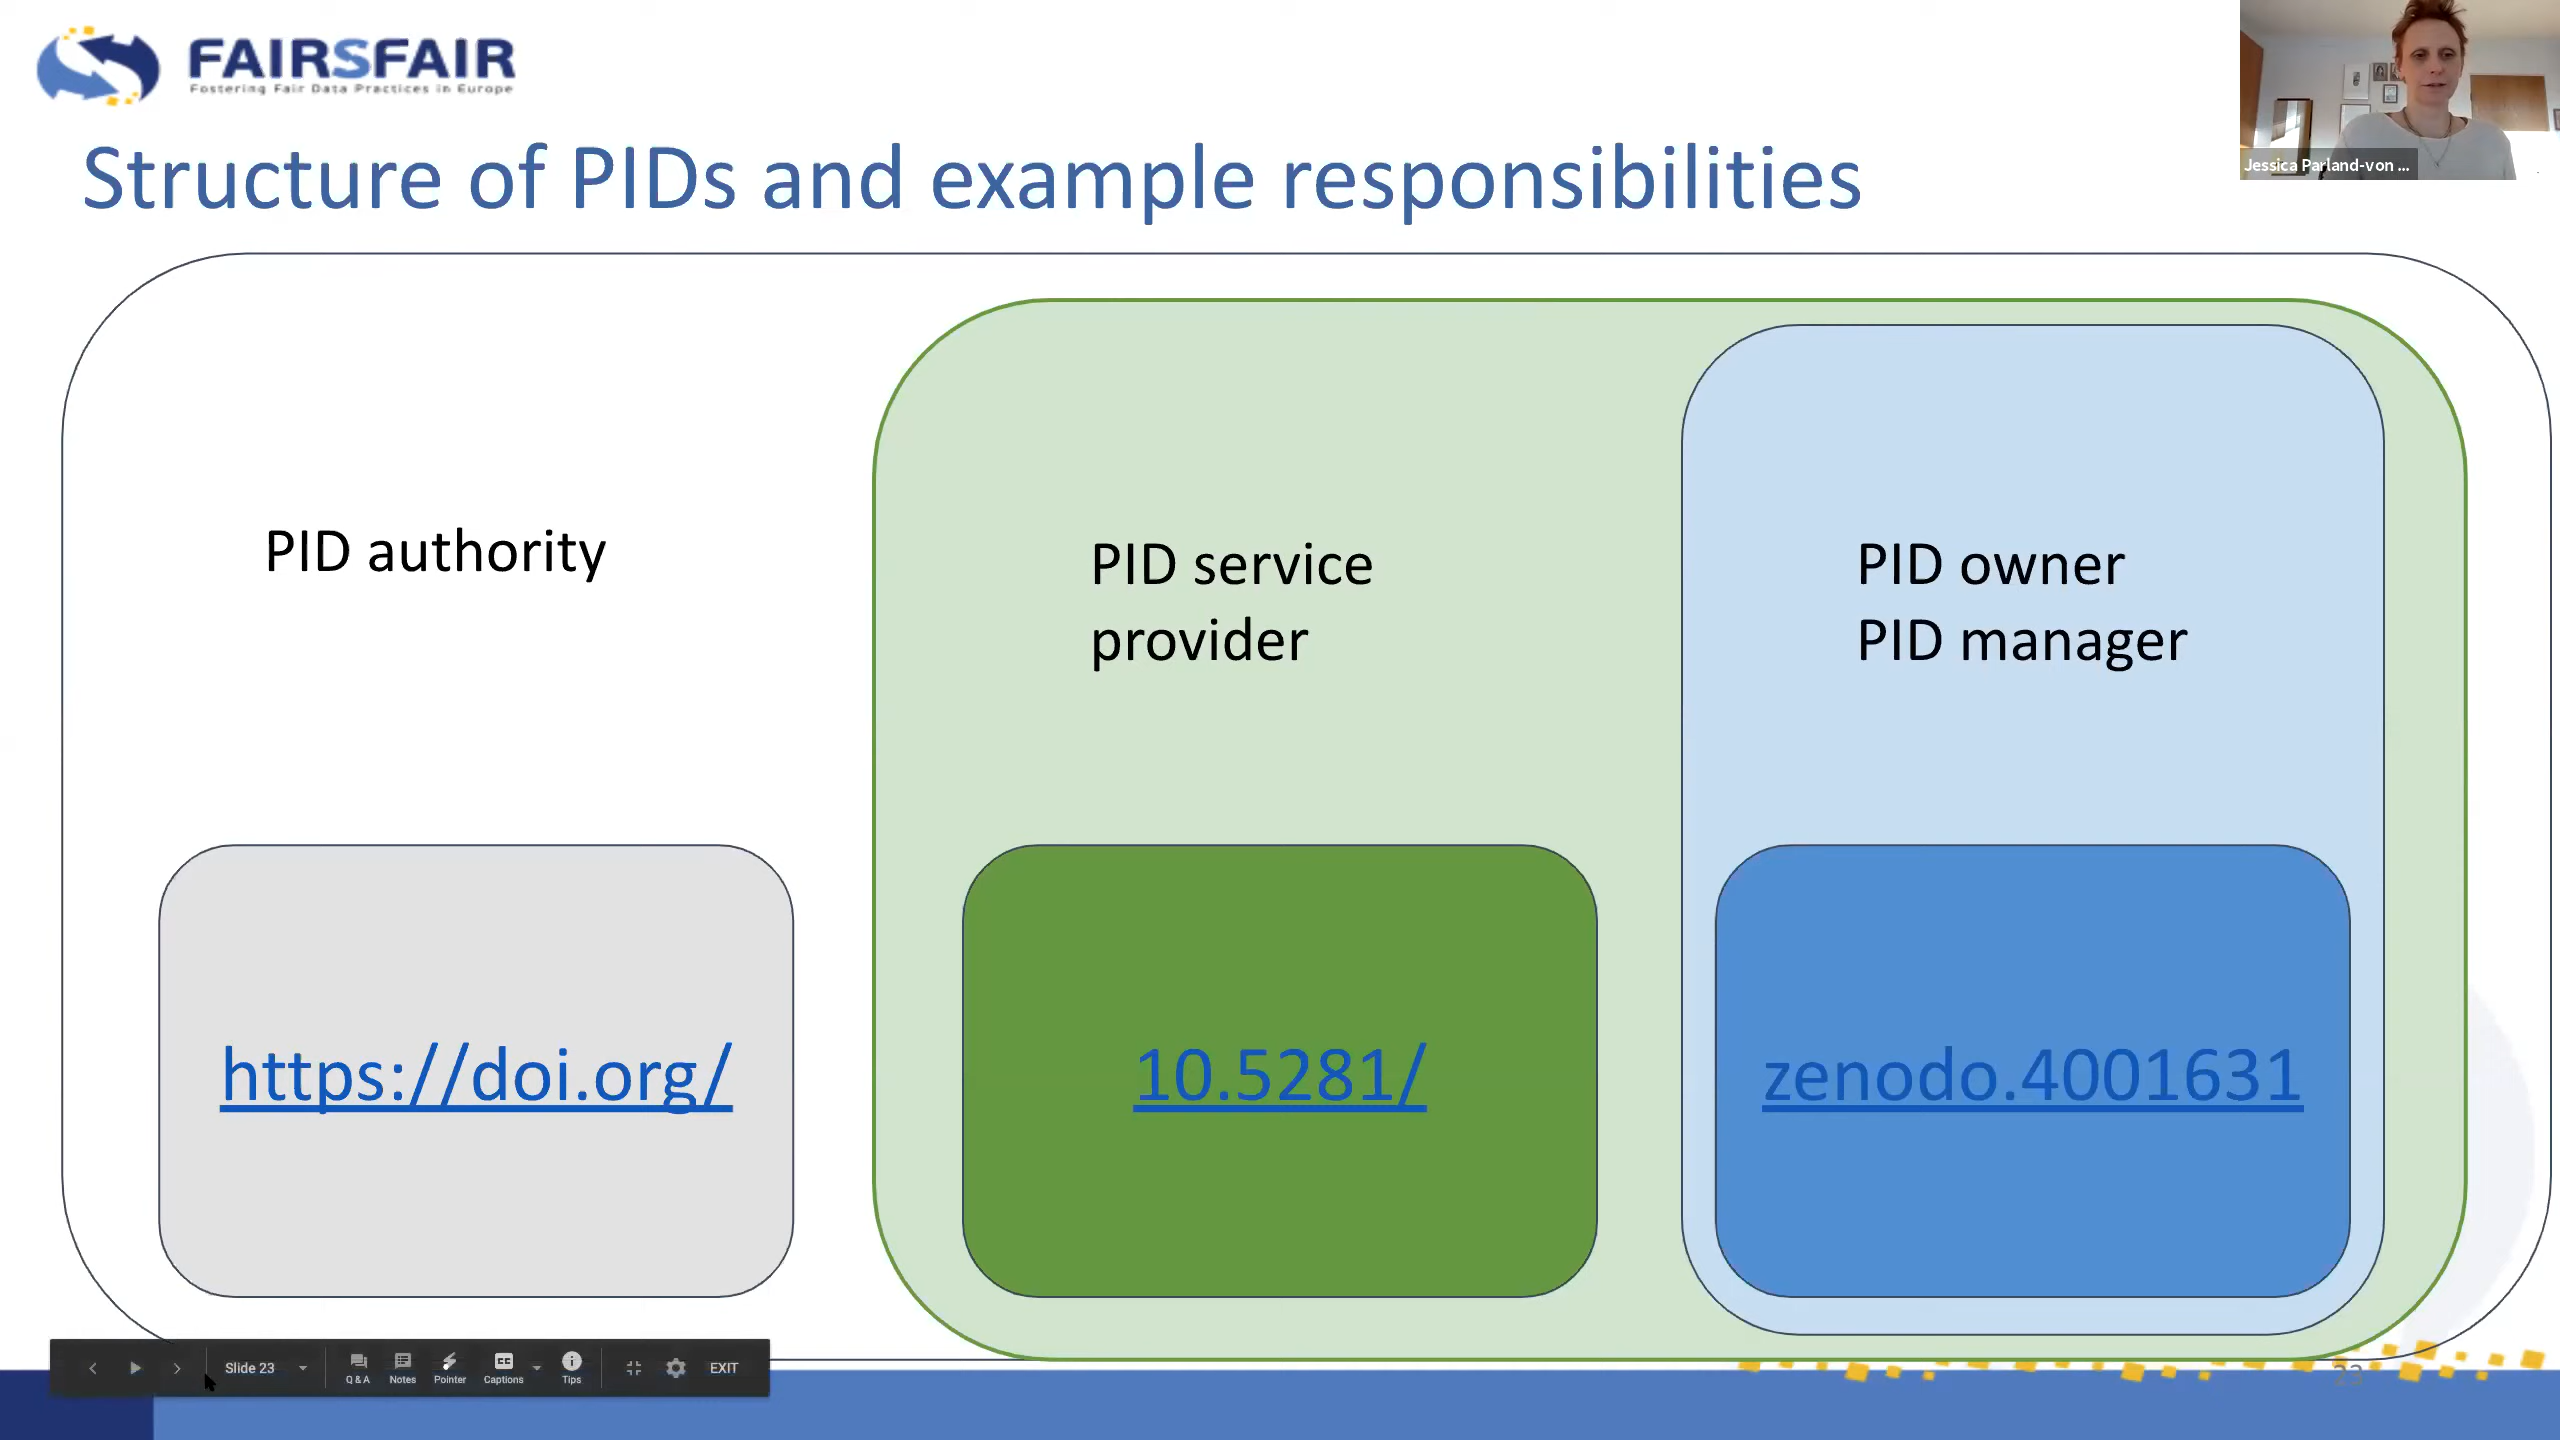 FAIRSFAIR
Fostering Fair Data Practices in Europe
Jessica Parland-von ...
Structure of PIDs and example responsibilities
PID authority
PID service
provider
PID owner
PID manager
https://doi.org/
10.5281/
zenodo.4001631
Slide 23
Q & A
Notes
Pointer
CC
Captions
Tips
EXIT
23